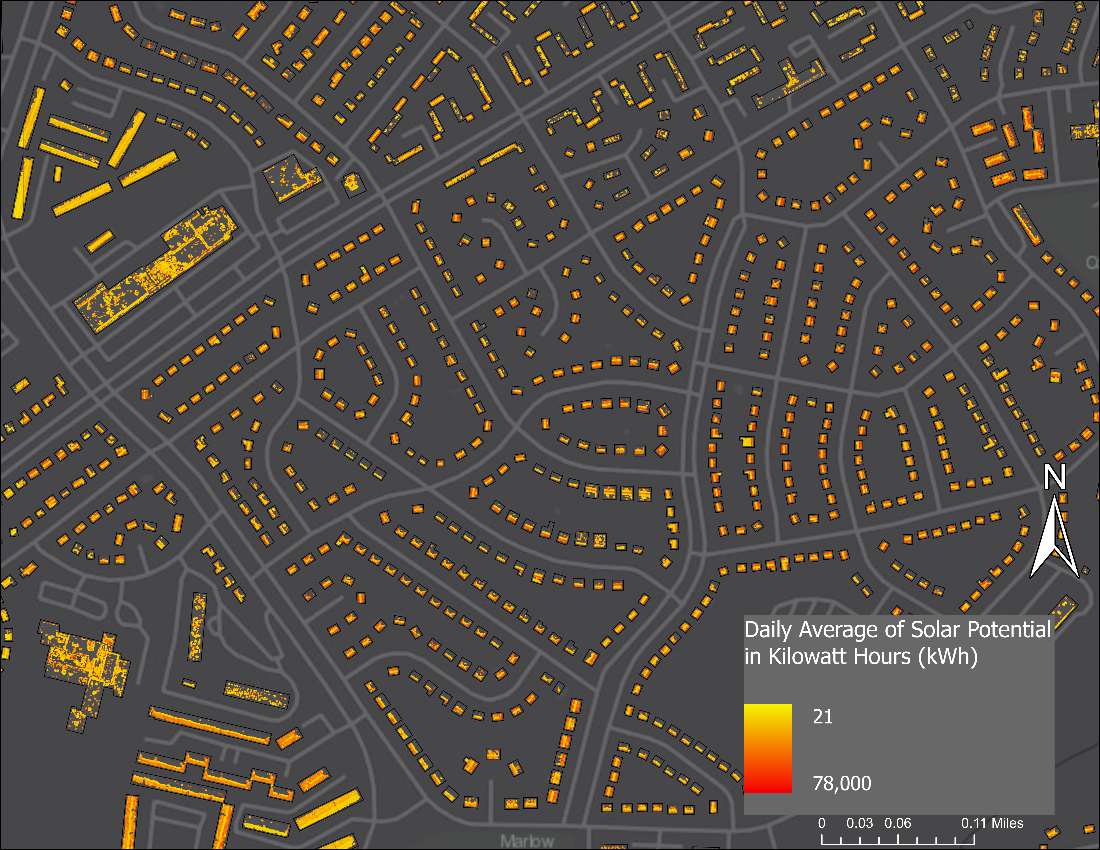 N
Daily Average of Solar Potential
in Kilowatt Hours (kWh)
21
78,000
0 0.03 0.06 0.11 Miles
Marlow